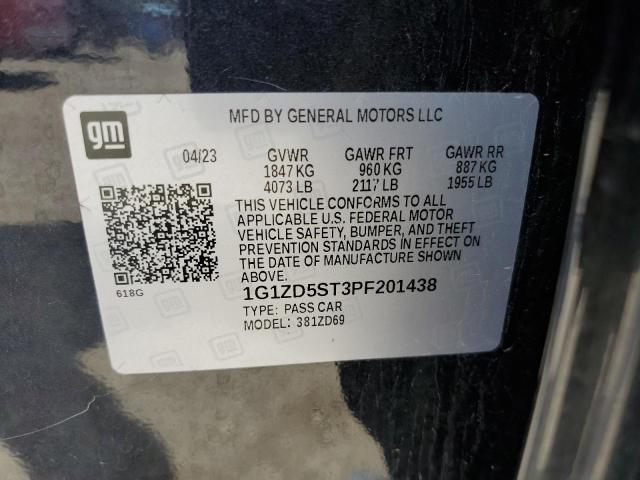 gm
MFD BY GENERAL MOTORS LLC
04/23 GVWR GAWR FRT GAWR RR
1847 KG 960 KG 887 KG
4073 LB 2117 LB 1955 LB
THIS VEHICLE CONFORMS TO ALL
APPLICABLE U.S. FEDERAL MOTOR
VEHICLE SAFETY, BUMPER, AND THEFT
PREVENTION STANDARDS IN EFFECT ON
THE DATE OF MANUFACTURE SHOWN
ABOVE.
618G
1G1ZD5ST3PF201438
TYPE: PASS CAR
MODEL: 381ZD69